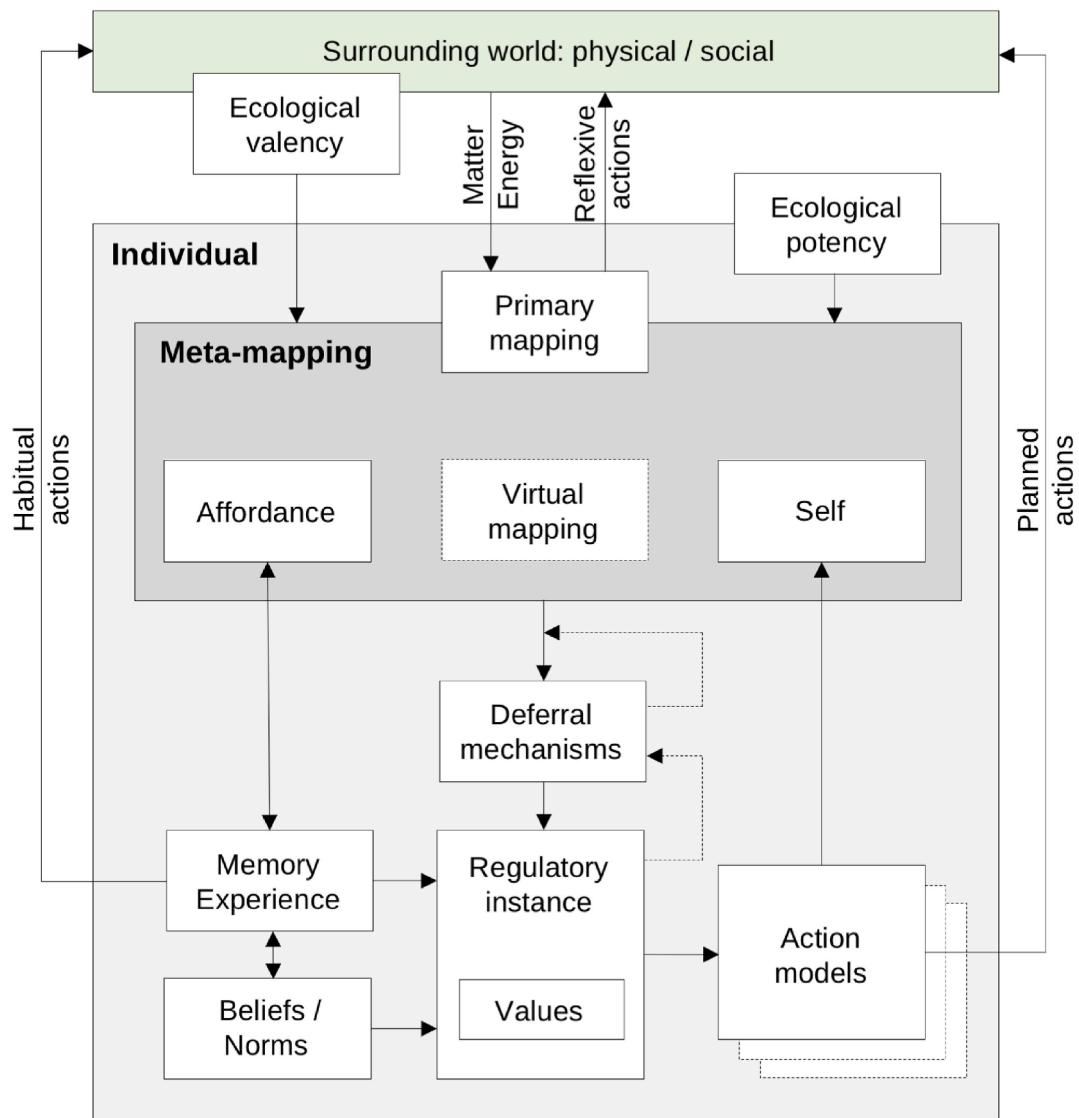 Surrounding world: physical / social
Ecological
valency
Matter
Energy
Reflexive
actions
Ecological
potency
Individual
Primary
mapping
Meta-mapping
Habitual
actions
Planned
actions
Affordance
Virtual
mapping
Self
Deferral
mechanisms
Memory
Experience
Regulatory
instance
Action
models
Beliefs /
Norms
Values